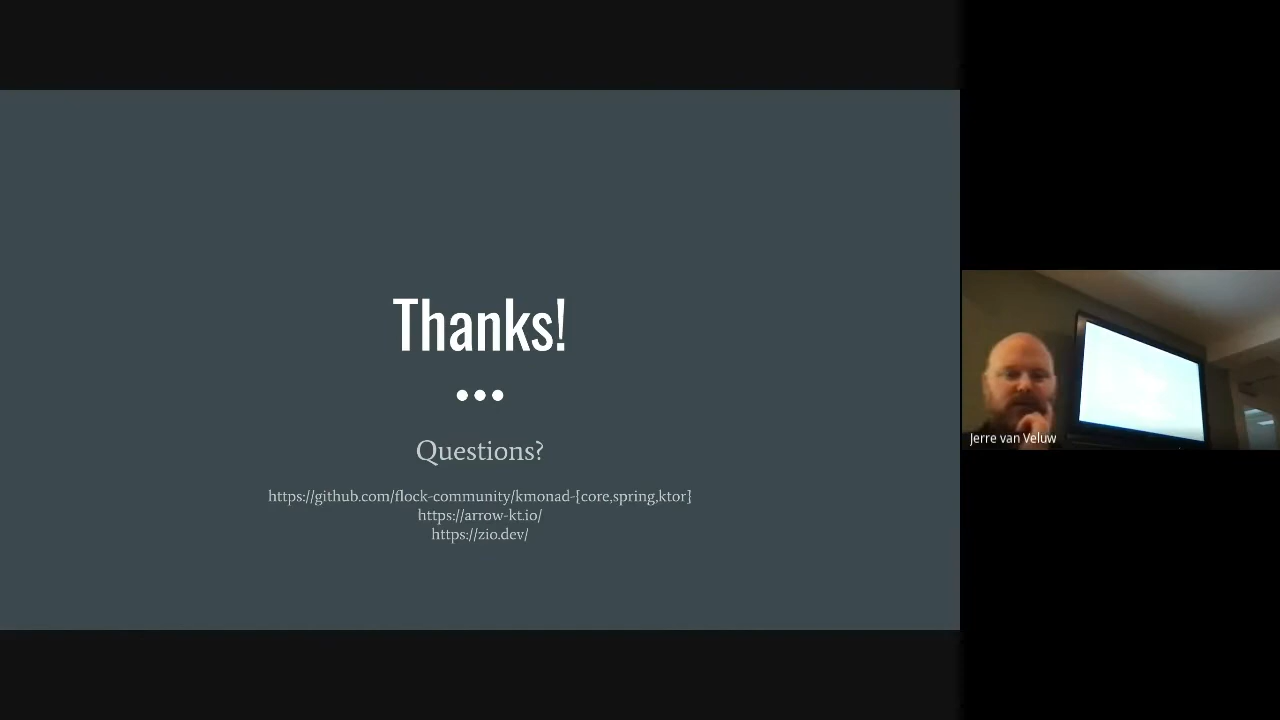 Thanks!
Questions?
https://github.com/flock-community/kmonad-[core,spring,ktor]
https://arrow-kt.io/
https://zio.dev/
Jerre van Veluw